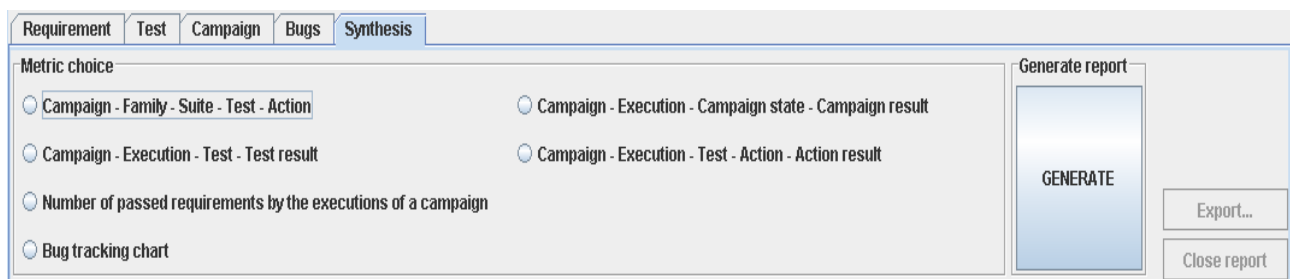 Requirement Test Campaign Bugs Synthesis
Metric choice
Generate report
Campaign - Family - Suite - Test - Action
Campaign - Execution - Campaign state - Campaign result
Campaign - Execution - Test - Test result
Campaign - Execution - Test - Action - Action result
Number of passed requirements by the executions of a campaign
Bug tracking chart
GENERATE
Export...
Close report